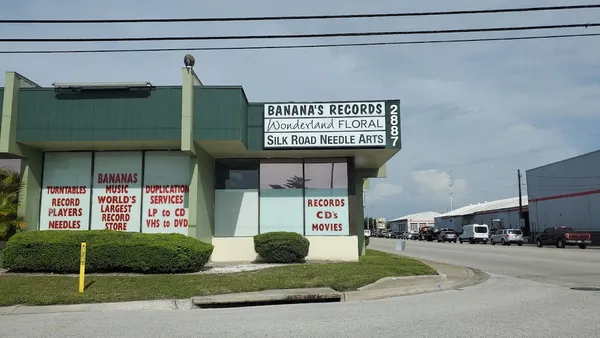 BANANA'S RECORDS
Wonderland FLORAL
SILK ROAD NEEDLE ARTS
2887
TURNTABLES
RECORD
PLAYERS
NEEDLES
BANANAS
MUSIC
WORLD'S
LARGEST
RECORD
STORE
DUPLICATION
SERVICES
LP to CD
VHS to DVD
RECORDS
CD's
MOVIES